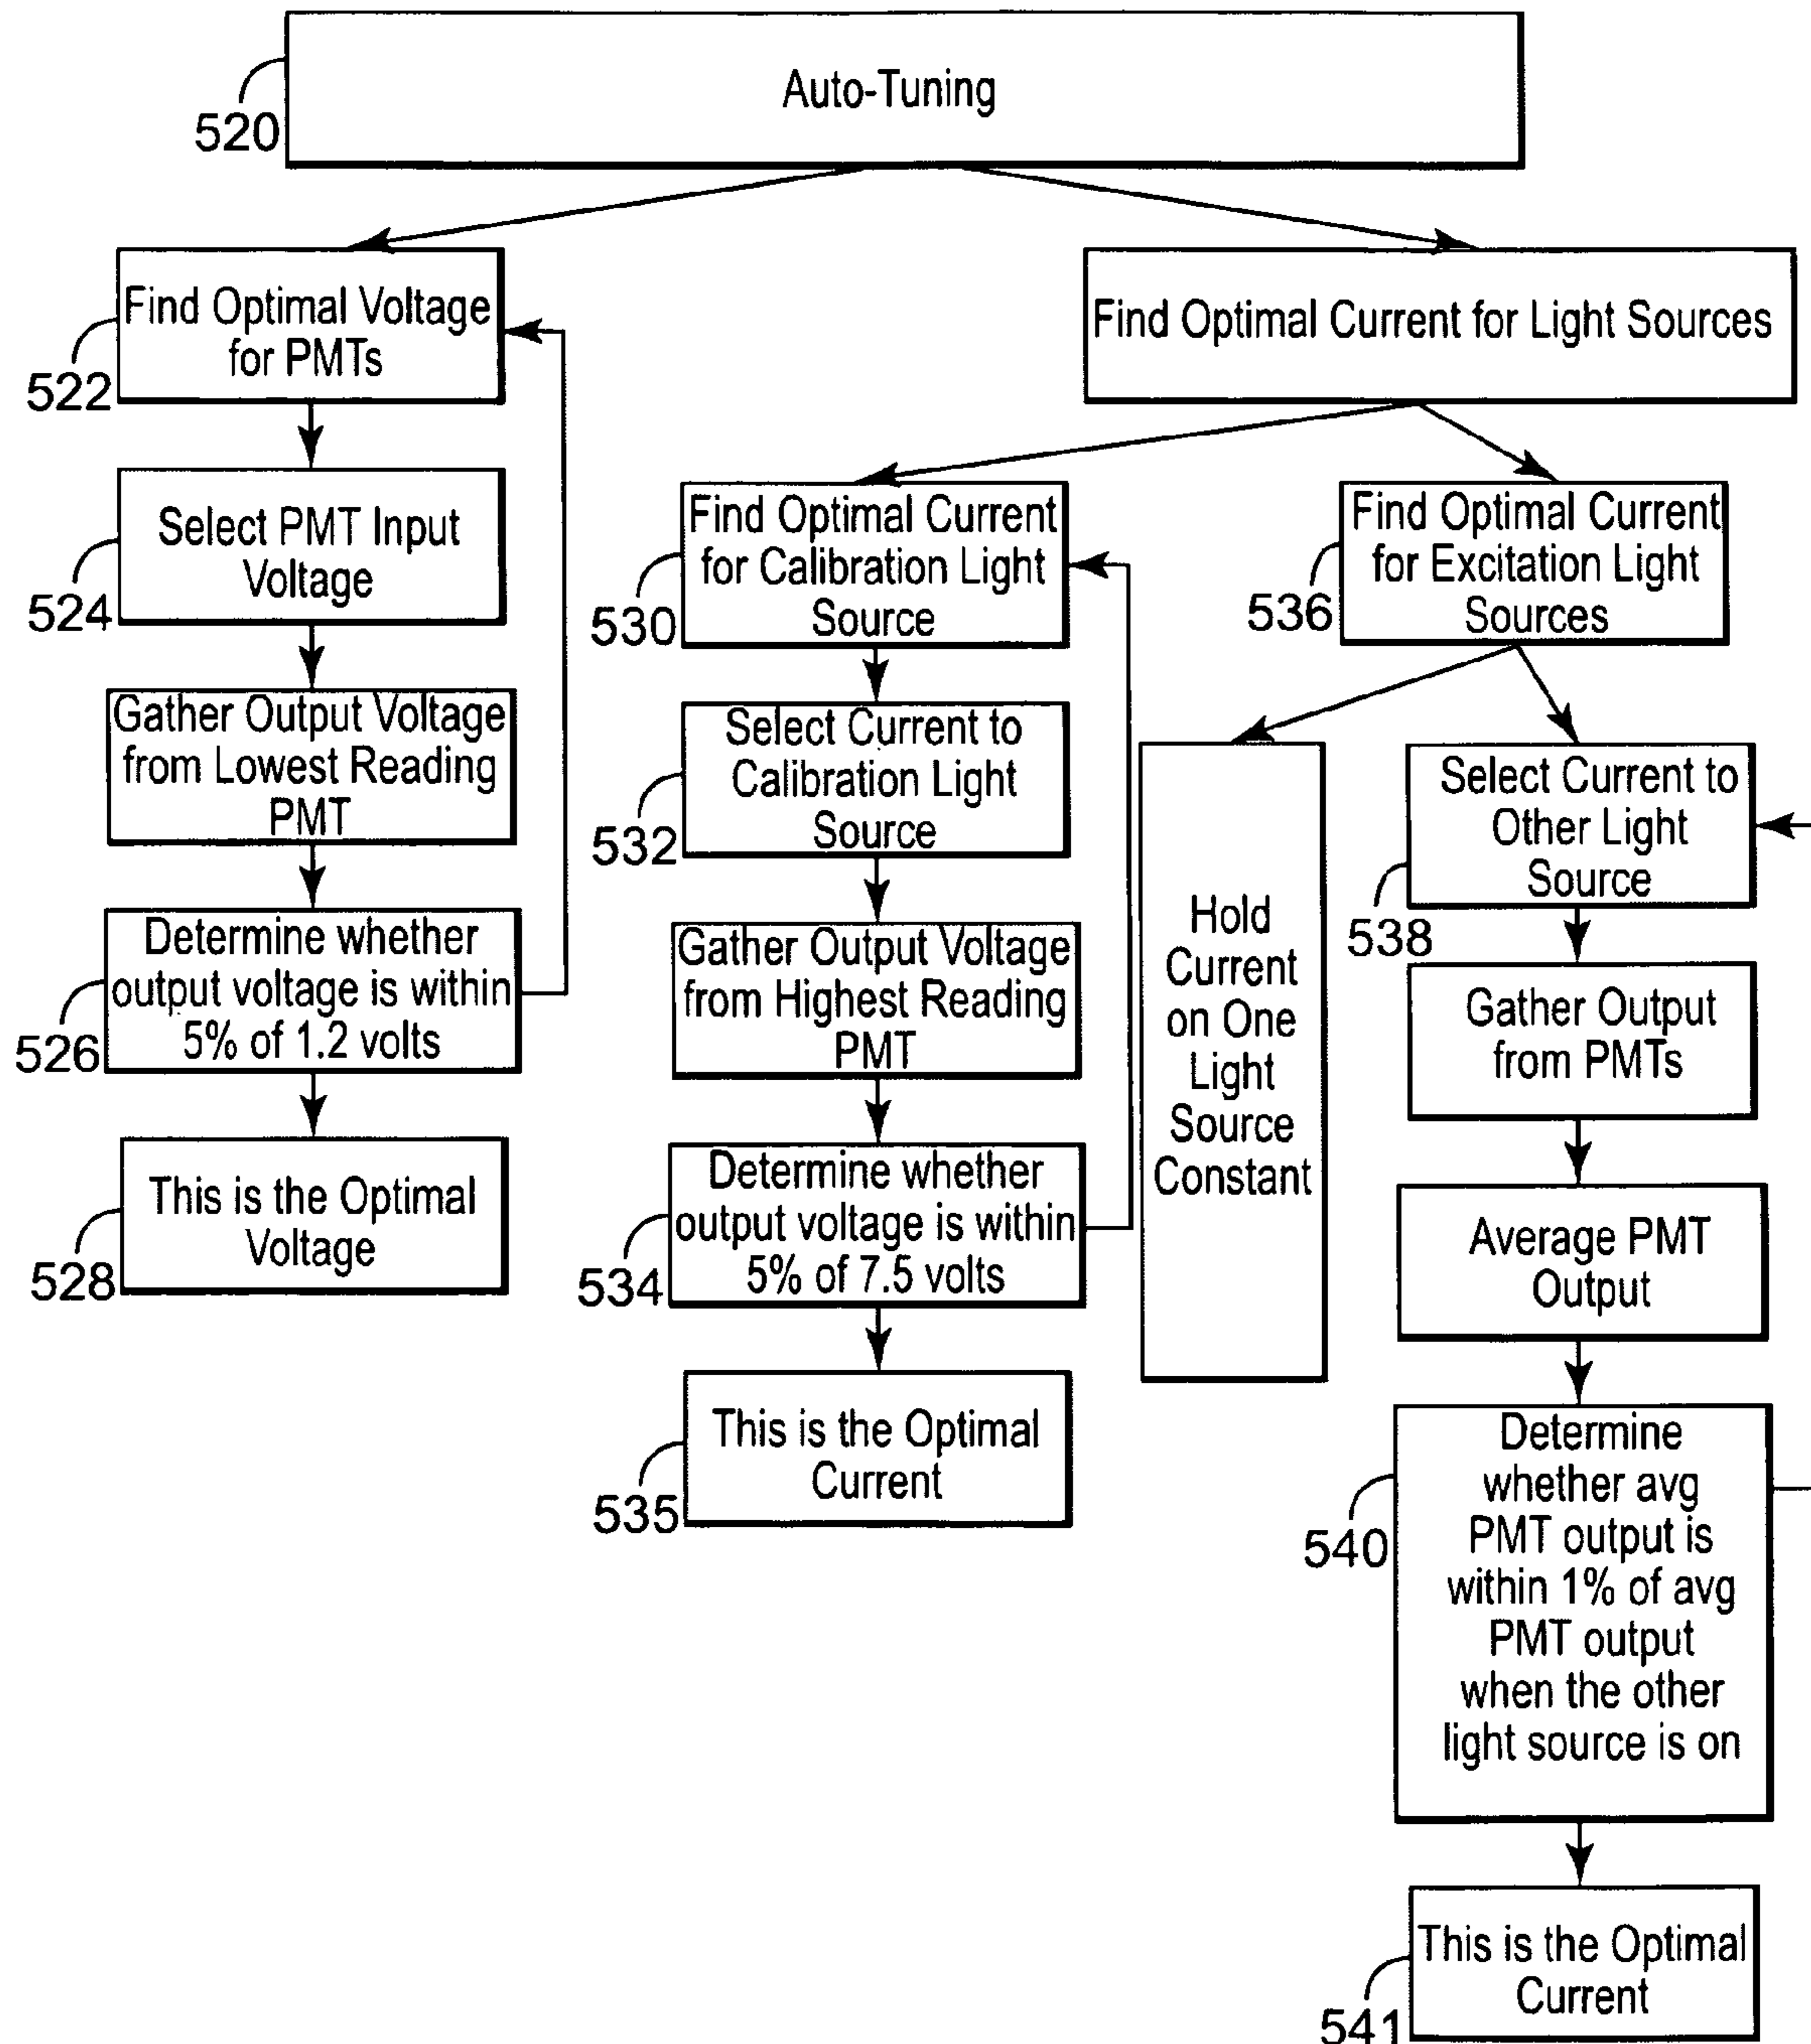 Auto-Tuning
520
Find Optimal Voltage
for PMTs
522
Select PMT Input
Voltage
524
Gather Output Voltage
from Lowest Reading
PMT
Determine whether
output voltage is within
5% of 1.2 volts
526
This is the Optimal
Voltage
528
Find Optimal Current for Light Sources
Find Optimal Current
for Calibration Light
Source
530
Select Current to
Calibration Light
Source
532
Gather Output Voltage
from Highest Reading
PMT
Determine whether
output voltage is within
5% of 7.5 volts
534
This is the Optimal
Current
535
Find Optimal Current
for Excitation Light
Sources
536
Hold
Current
on One
Light
Source
Constant
Select Current to
Other Light
Source
538
Gather Output
from PMTs
Average PMT
Output
Determine
whether avg
PMT output is
within 1% of avg
PMT output
when the other
light source is on
540
This is the Optimal
Current
541